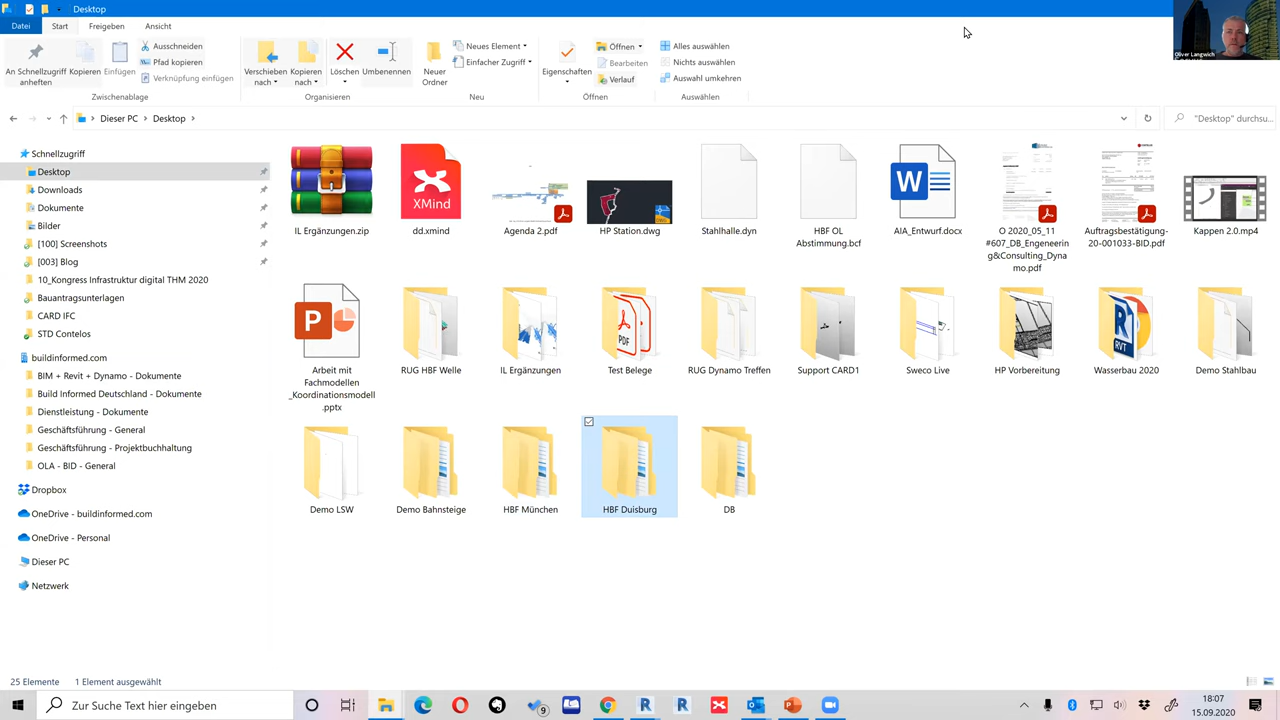 Desktop
Datei Start Freigeben Ansicht
An Schnellzugriff anheften
Kopieren
Einfügen
Ausschneiden
Pfad kopieren
Verknüpfung einfügen
Zwischenablage
Verschieben nach
Kopieren nach
Löschen
Umbenennen
Organisieren
Neuer Ordner
Neues Element
Einfacher Zugriff
Neu
Eigenschaften
Öffnen
Bearbeiten
Verlauf
Öffnen
Alles auswählen
Nichts auswählen
Auswahl umkehren
Auswählen
Oliver Langwich
Dieser PC > Desktop >
"Desktop" durchsu...
Schnellzugriff
Desktop
Downloads
Dokumente
Bilder
[100] Screenshots
[003] Blog
10_Kongress Infrastruktur digital THM 2020
Bauantragsunterlagen
CARD IFC
STD Contelos
buildinformed.com
BIM + Revit + Dynamo - Dokumente
Build Informed Deutschland - Dokumente
Dienstleistung - Dokumente
Geschäftsführung - General
Geschäftsführung - Projektbuchhaltung
OLA - BID - General
Dropbox
OneDrive - buildinformed.com
OneDrive - Personal
Dieser PC
Netzwerk
IL Ergänzungen.zip
XMind
dd.xmind
Agenda 2.pdf
HP Station.dwg
Stahlhalle.dyn
HBF OL
Abstimmung.bcf
W
AIA_Entwurf.docx
O 2020_05_11
#607_DB_Engeneerin
g&Consulting_Dyna
mo.pdf
Auftragsbestätigung-
20-001033-BID.pdf
Kappen 2.0.mp4
P
Arbeit mit
Fachmodellen
_Koordinationsmodell
.pptx
RUG HBF Welle
IL Ergänzungen
PDF
Test Belege
RUG Dynamo Treffen
Support CARD1
Sweco Live
HP Vorbereitung
R
RVT
Wasserbau 2020
Demo Stahlbau
Demo LSW
Demo Bahnsteige
HBF München
HBF Duisburg
DB
25 Elemente 1 Element ausgewählt
Zur Suche Text hier eingeben
9
R
R
P
18:07
15.09.2020